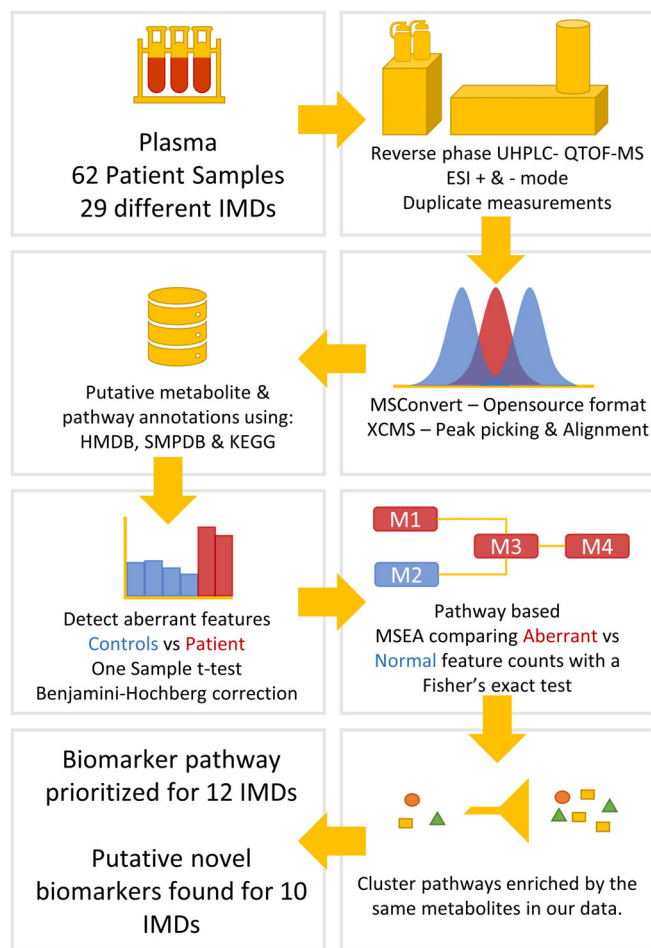 Plasma
62 Patient Samples
29 different IMDs
Reverse phase UHPLC- QTOF-MS
ESI + & - mode
Duplicate measurements
MSConvert – Opensource format
XCMS – Peak picking & Alignment
Putative metabolite &
pathway annotations using:
HMDB, SMPDB & KEGG
Detect aberrant features
Controls vs Patient
One Sample t-test
Benjamini-Hochberg correction
M1
M2
M3
M4
Pathway based
MSEA comparing Aberrant vs
Normal feature counts with a
Fisher's exact test
Cluster pathways enriched by the
same metabolites in our data.
Biomarker pathway
prioritized for 12 IMDs
Putative novel
biomarkers found for 10
IMDs